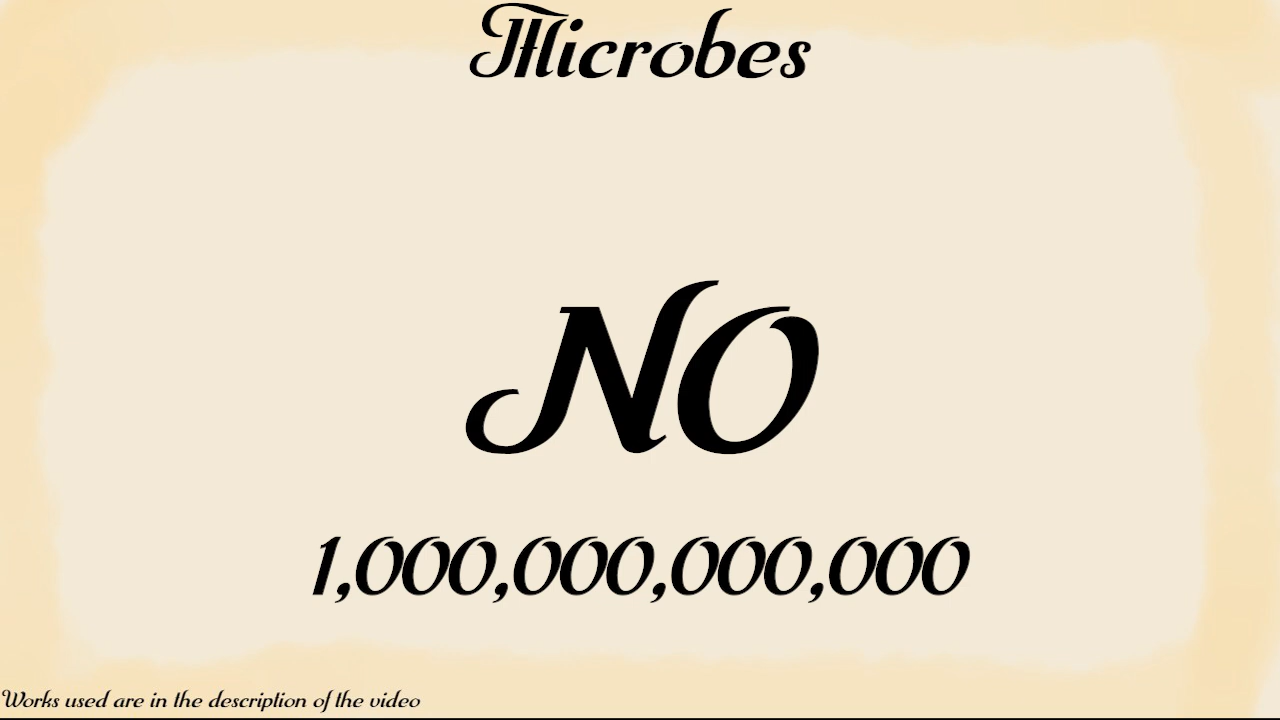 Microbes
NO
1,000,000,000,000
Works used are in the description of the video